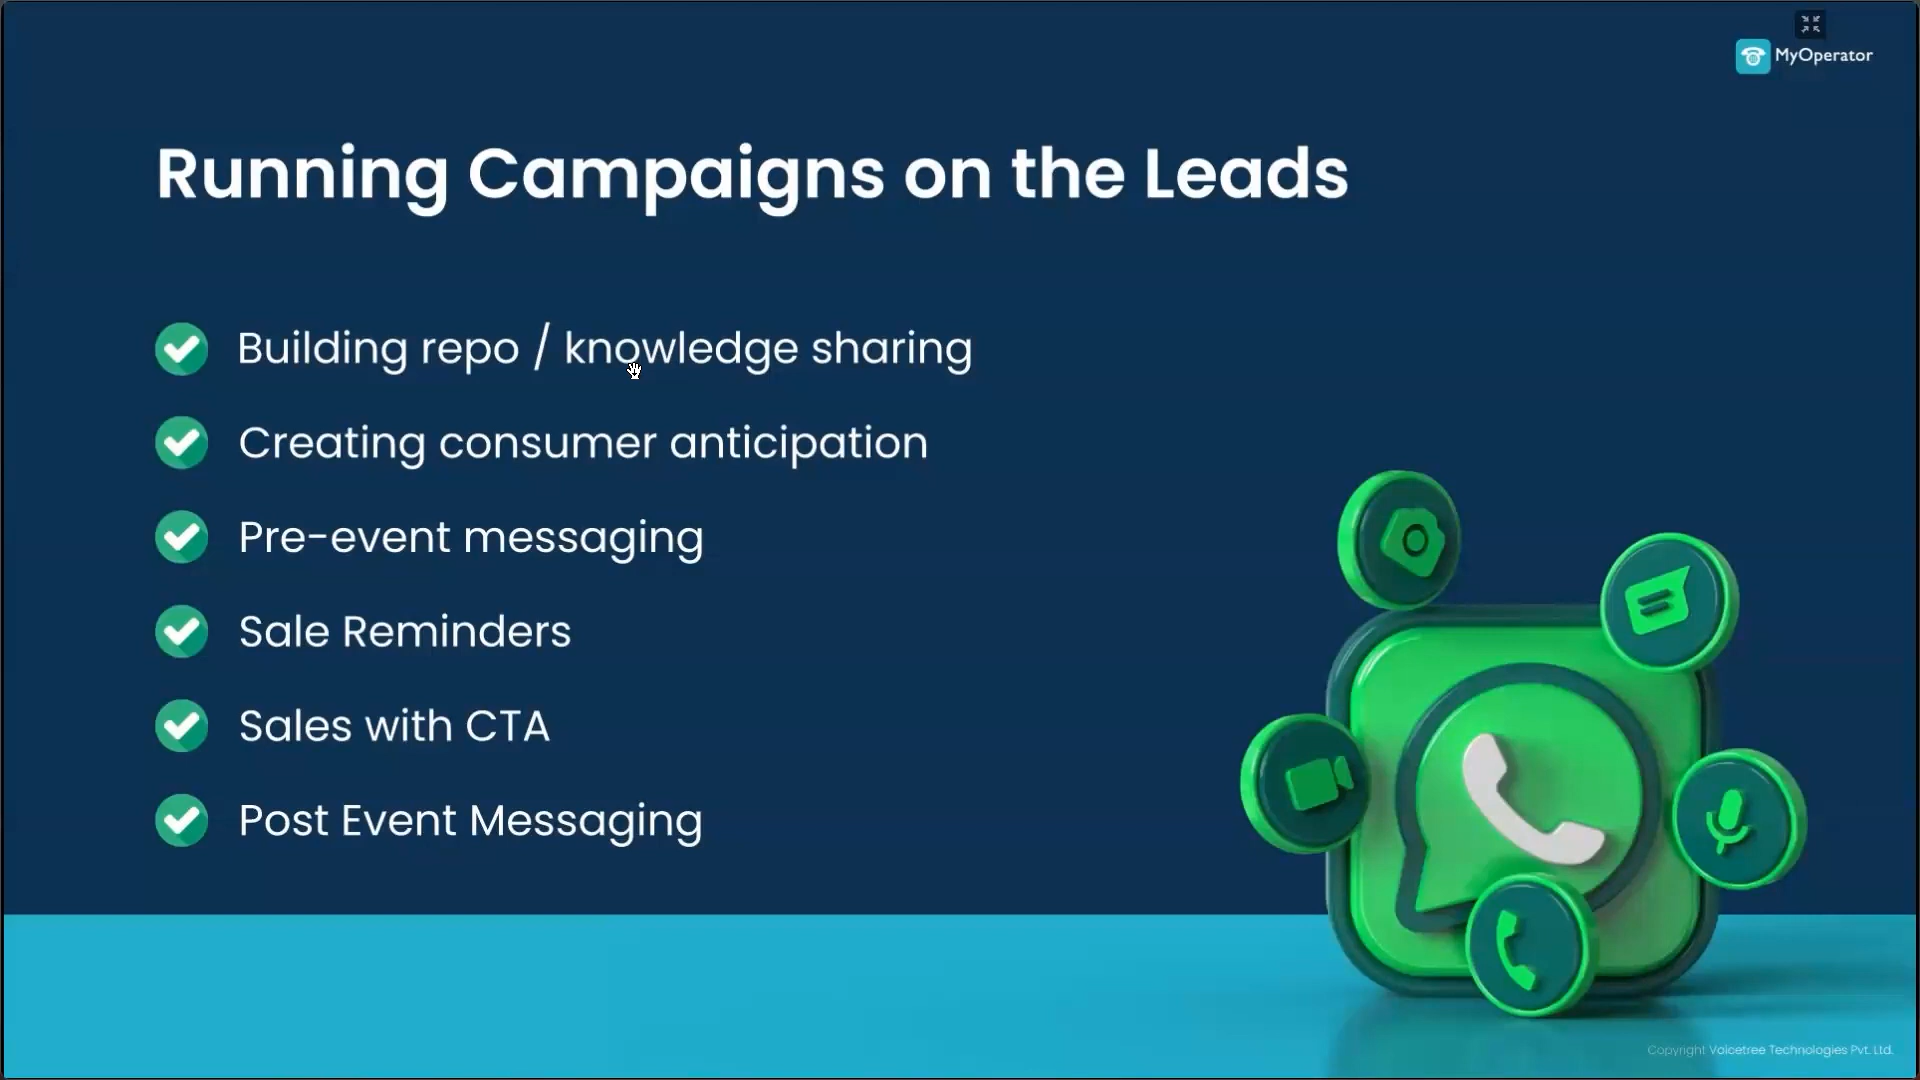 MyOperator
Running Campaigns on the Leads
Building repo / knowledge sharing
Creating consumer anticipation
Pre-event messaging
Sale Reminders
Sales with CTA
Post Event Messaging
Copyright Voicetree Technologies Pvt. Ltd.